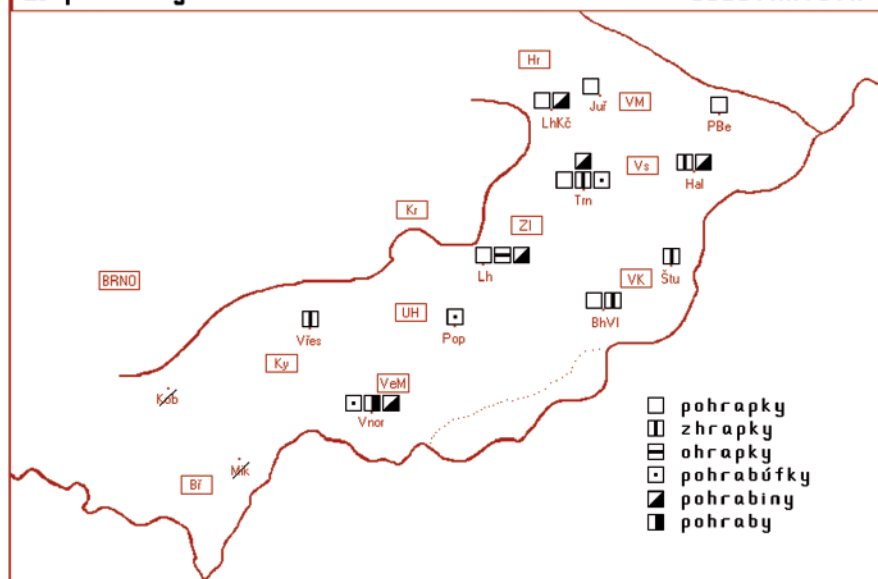 Hr
Juř
VM
LhKč
PBe
Vs
Hal
Trn
Kr
Zl
BRNO
Lh
VK
Štu
UH
BhVl
Vřes
Pop
Ky
VeM
Kob
Vnor
Mik
Bř
pohrapky
zhrapky
ohrapky
pohrabúfky
pohrabiny
pohraby